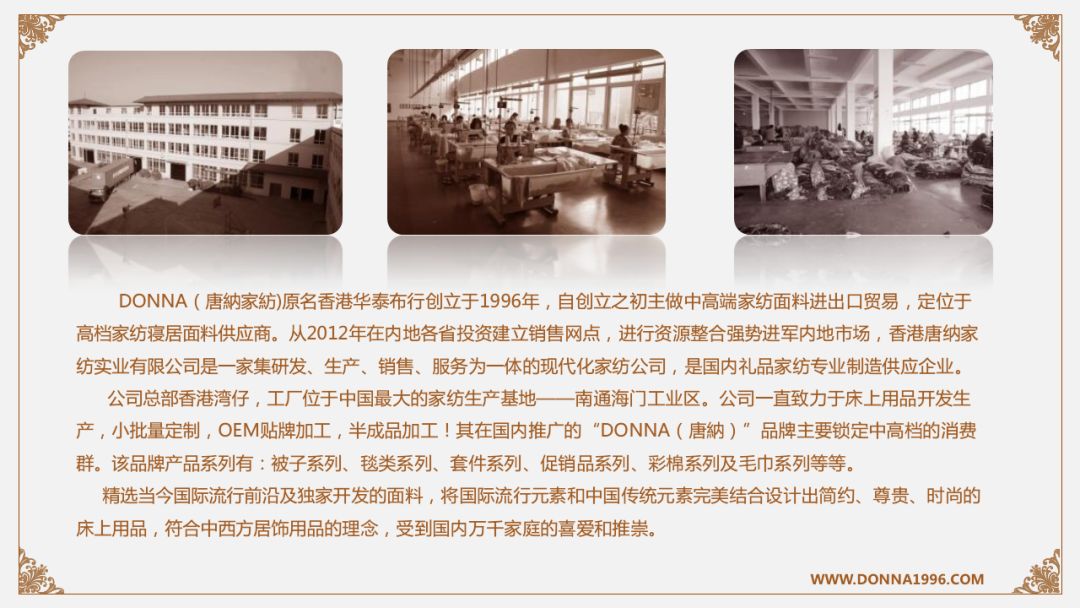 DONNA（唐納家紡)原名香港华泰布行创立于1996年，自创立之初主做中高端家纺面料进出口贸易，定位于
高档家纺寝居面料供应商。从2012年在内地各省投资建立销售网点，进行资源整合强势进军内地市场，香港唐纳家
纺实业有限公司是一家集研发、生产、销售、服务为一体的现代化家纺公司，是国内礼品家纺专业制造供应企业。
公司总部香港湾仔，工厂位于中国最大的家纺生产基地——南通海门工业区。公司一直致力于床上用品开发生
产，小批量定制，OEM贴牌加工，半成品加工！其在国内推广的“DONNA（唐納）”品牌主要锁定中高档的消费
群。该品牌产品系列有：被子系列、毯类系列、套件系列、促销品系列、彩棉系列及毛巾系列等等。
精选当今国际流行前沿及独家开发的面料，将国际流行元素和中国传统元素完美结合设计出简约、尊贵、时尚的
床上用品，符合中西方居饰用品的理念，受到国内万千家庭的喜爱和推崇。
WWW.DONNA1996.COM